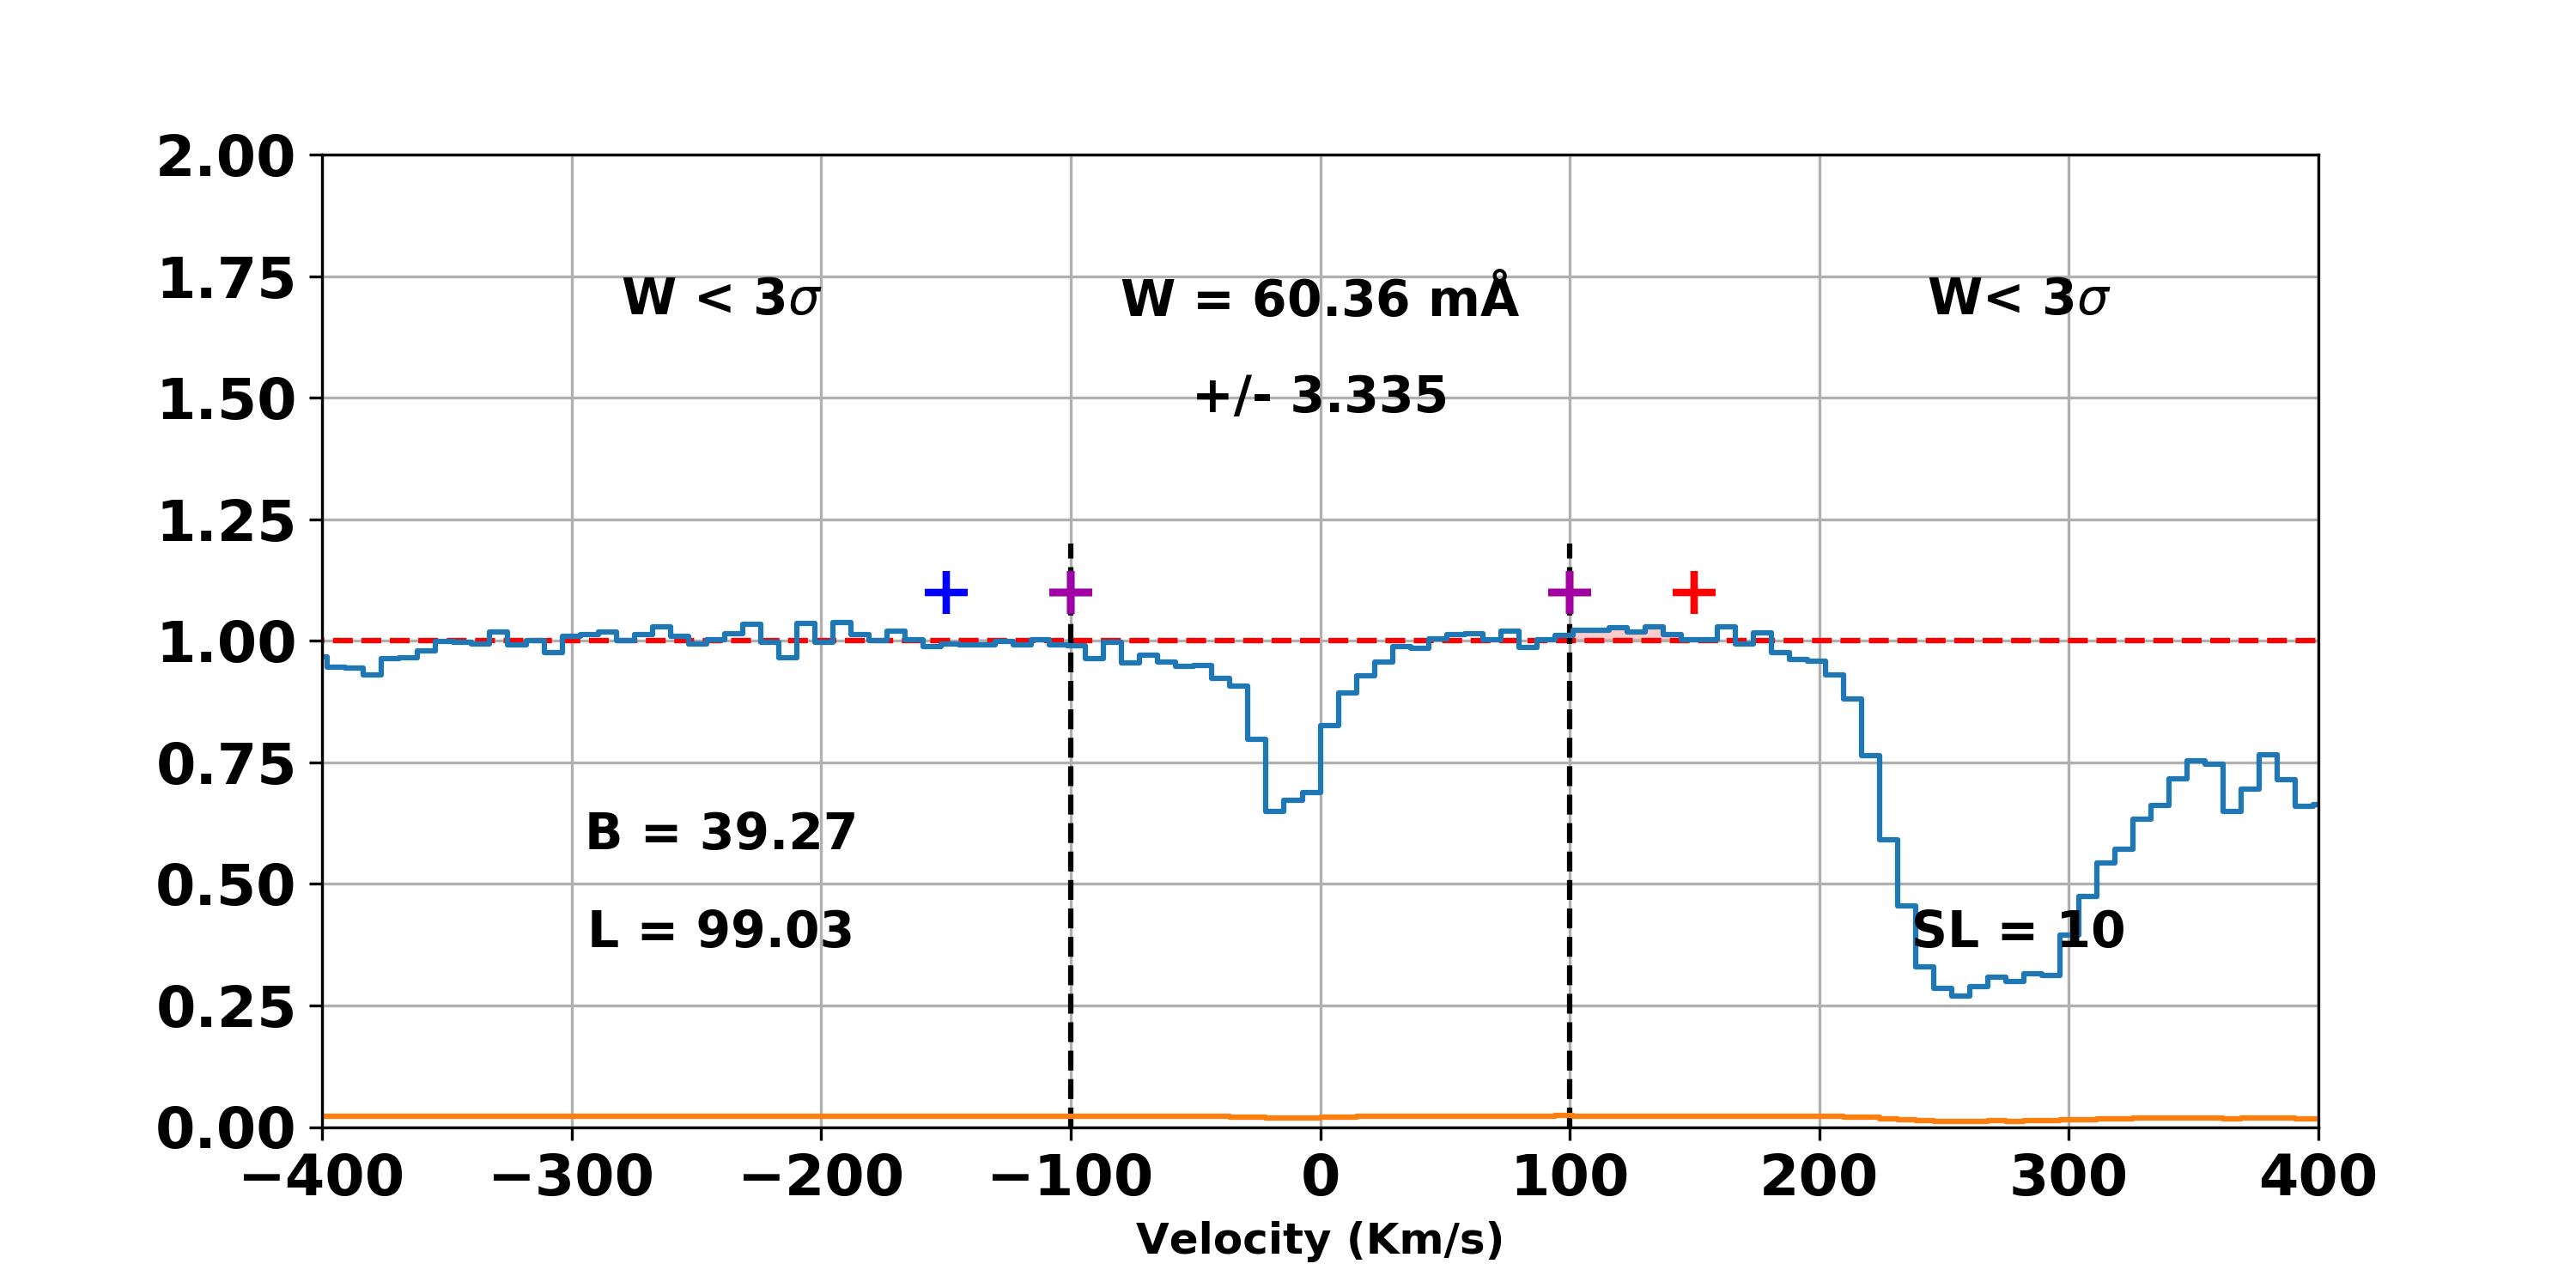 2.00
1.75
W < 3σ
W = 60.36 mÅ
W< 3σ
1.50
+/- 3.335
1.25
1.00
0.75
B = 39.27
0.50
L = 99.03
SL = 10
0.25
0.00
−400 −300 −200 −100 0 100 200 300 400
Velocity (Km/s)